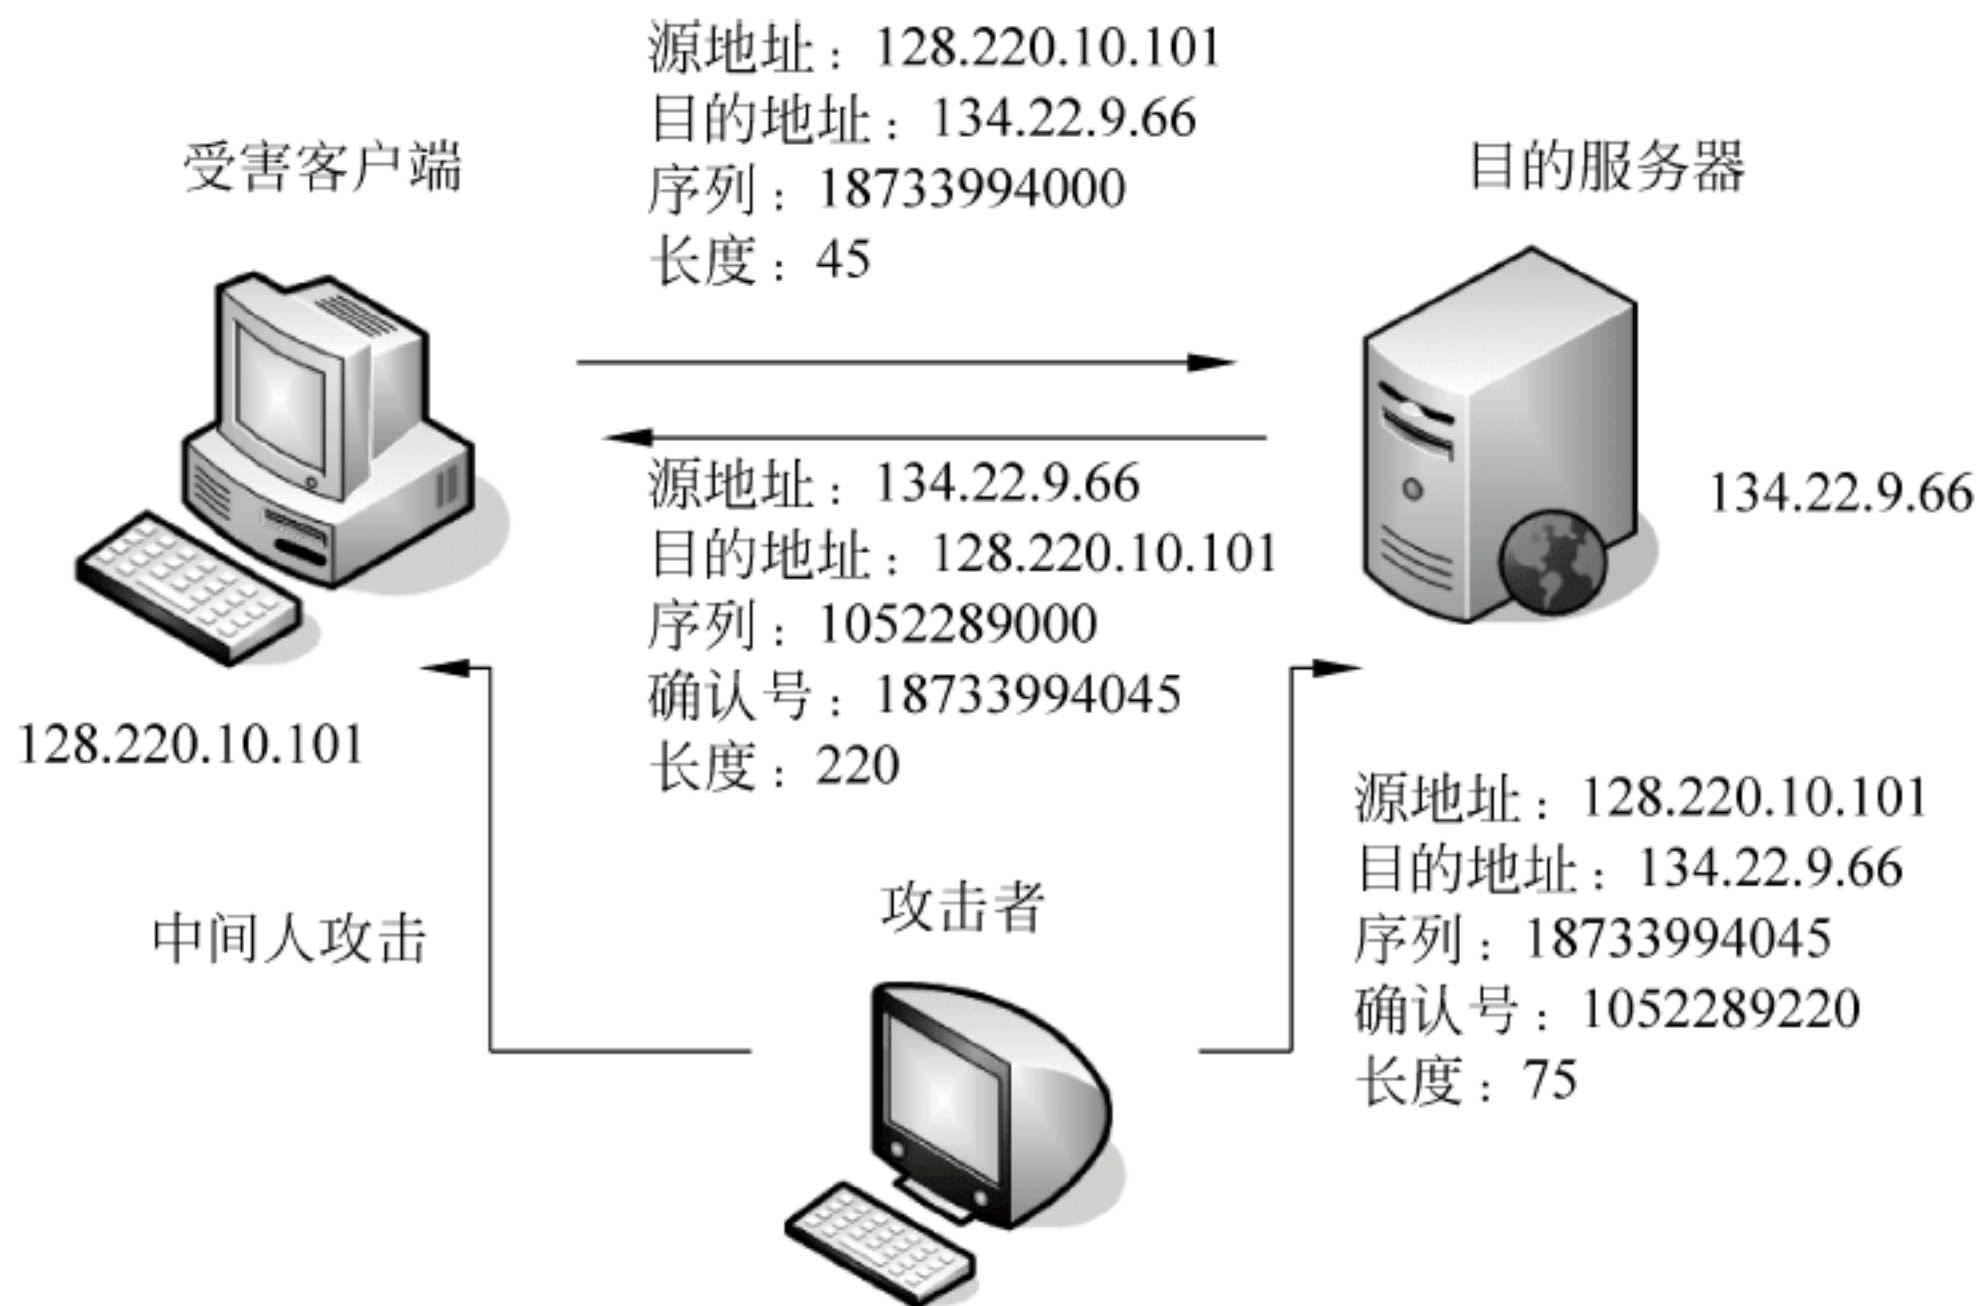 源地址：128.220.10.101
目的地址：134.22.9.66
序列：18733994000
长度：45
受害客户端
目的服务器
源地址：134.22.9.66
目的地址：128.220.10.101
序列：1052289000
确认号：18733994045
长度：220
134.22.9.66
128.220.10.101
源地址：128.220.10.101
目的地址：134.22.9.66
序列：18733994045
确认号：1052289220
长度：75
中间人攻击
攻击者